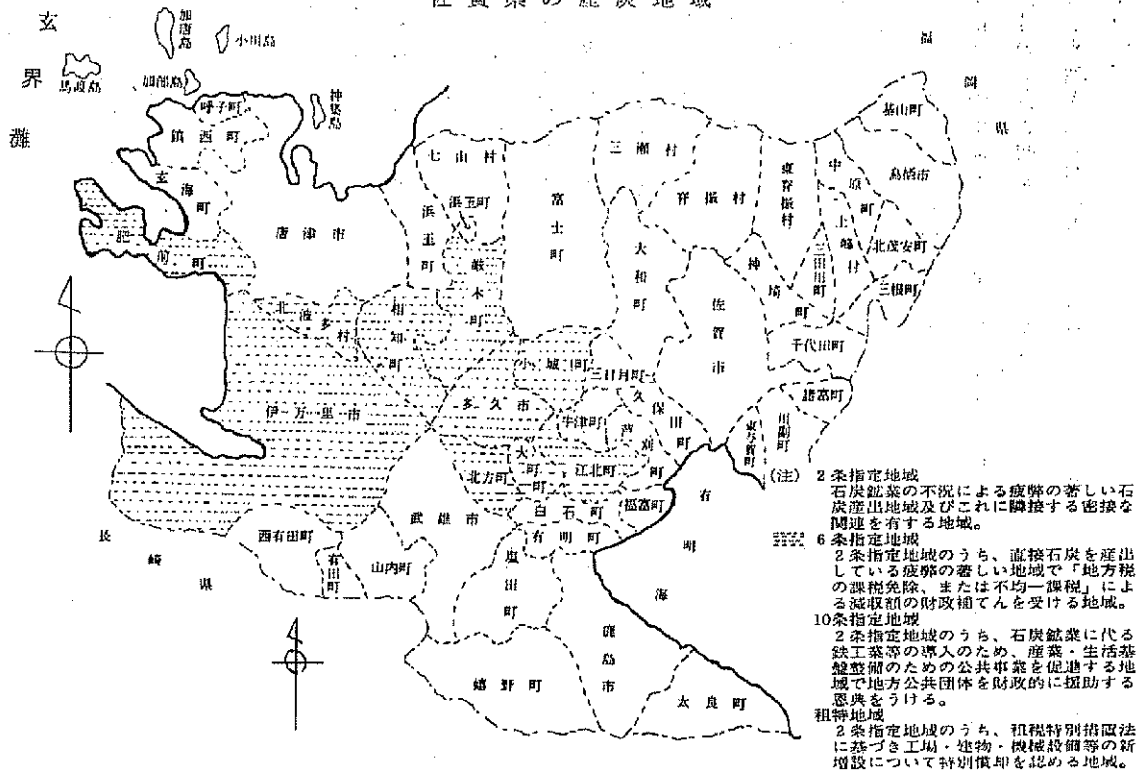 佐賀県の産炭地域
玄界灘
加唐島
小川島
馬渡島
加部島
神集島
呼子町
鎮西町
玄海町
肥前町
唐津市
七山村
浜玉町
浜玉町
厳木町
富士町
三瀬村
脊振村
東脊振村
大和町
神埼町
佐賀市
中原町
上峰村
三田川町
基山町
鳥栖市
北茂安町
三根町
千代田町
諸富町
川副町
東与賀町
福岡県
北波多村
相知町
伊万里市
小城町
三日月町
多久市
牛津町
芦刈町
久保田町
大町町
江北町
北方町
白石町
福富町
有明町
武雄市
西有田町
有田町
山内町
塩田町
嬉野町
鹿島市
太良町
長崎県
有明海
(注) 2条指定地域
石炭鉱業の不況による疲弊の著しい石
炭産出地域及びこれに隣接する密接な
関連を有する地域。
6条指定地域
2条指定地域のうち、直接石炭を産出
している疲弊の著しい地域で「地方税
の課税免除、または不均一課税」によ
る減収額の財政補てんを受ける地域。
10条指定地域
2条指定地域のうち、石炭鉱業に代る
鉄工業等の導入のため、産業・生活基
盤整備のための公共事業を促進する地
域で地方公共団体を財政的に援助する
恩典をうける。
租特地域
2条指定地域のうち、租税特別措置法
に基づき工場・建物・機械設備等の新
増設について特別償却を認める地域。